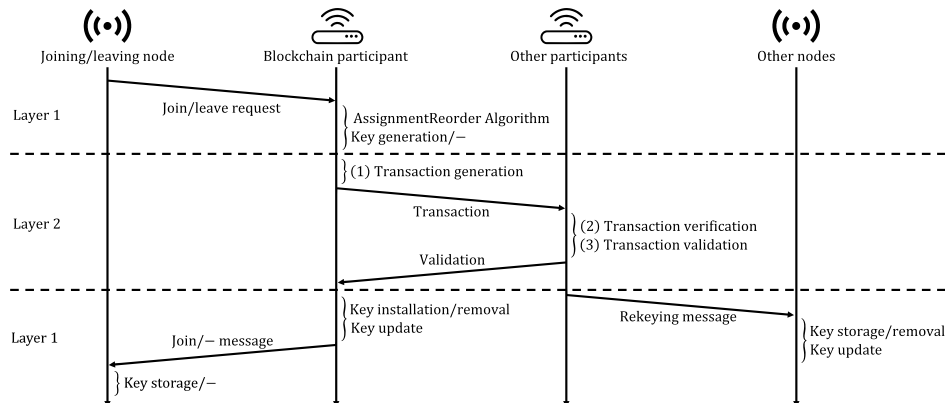 Joining/leaving node
Blockchain participant
Other participants
Other nodes
Layer 1
Join/leave request
AssignmentReorder Algorithm
Key generation/−
(1) Transaction generation
Layer 2
Transaction
(2) Transaction verification
(3) Transaction validation
Validation
Layer 1
Key installation/removal
Key update
Rekeying message
Key storage/removal
Key update
Join/− message
Key storage/−